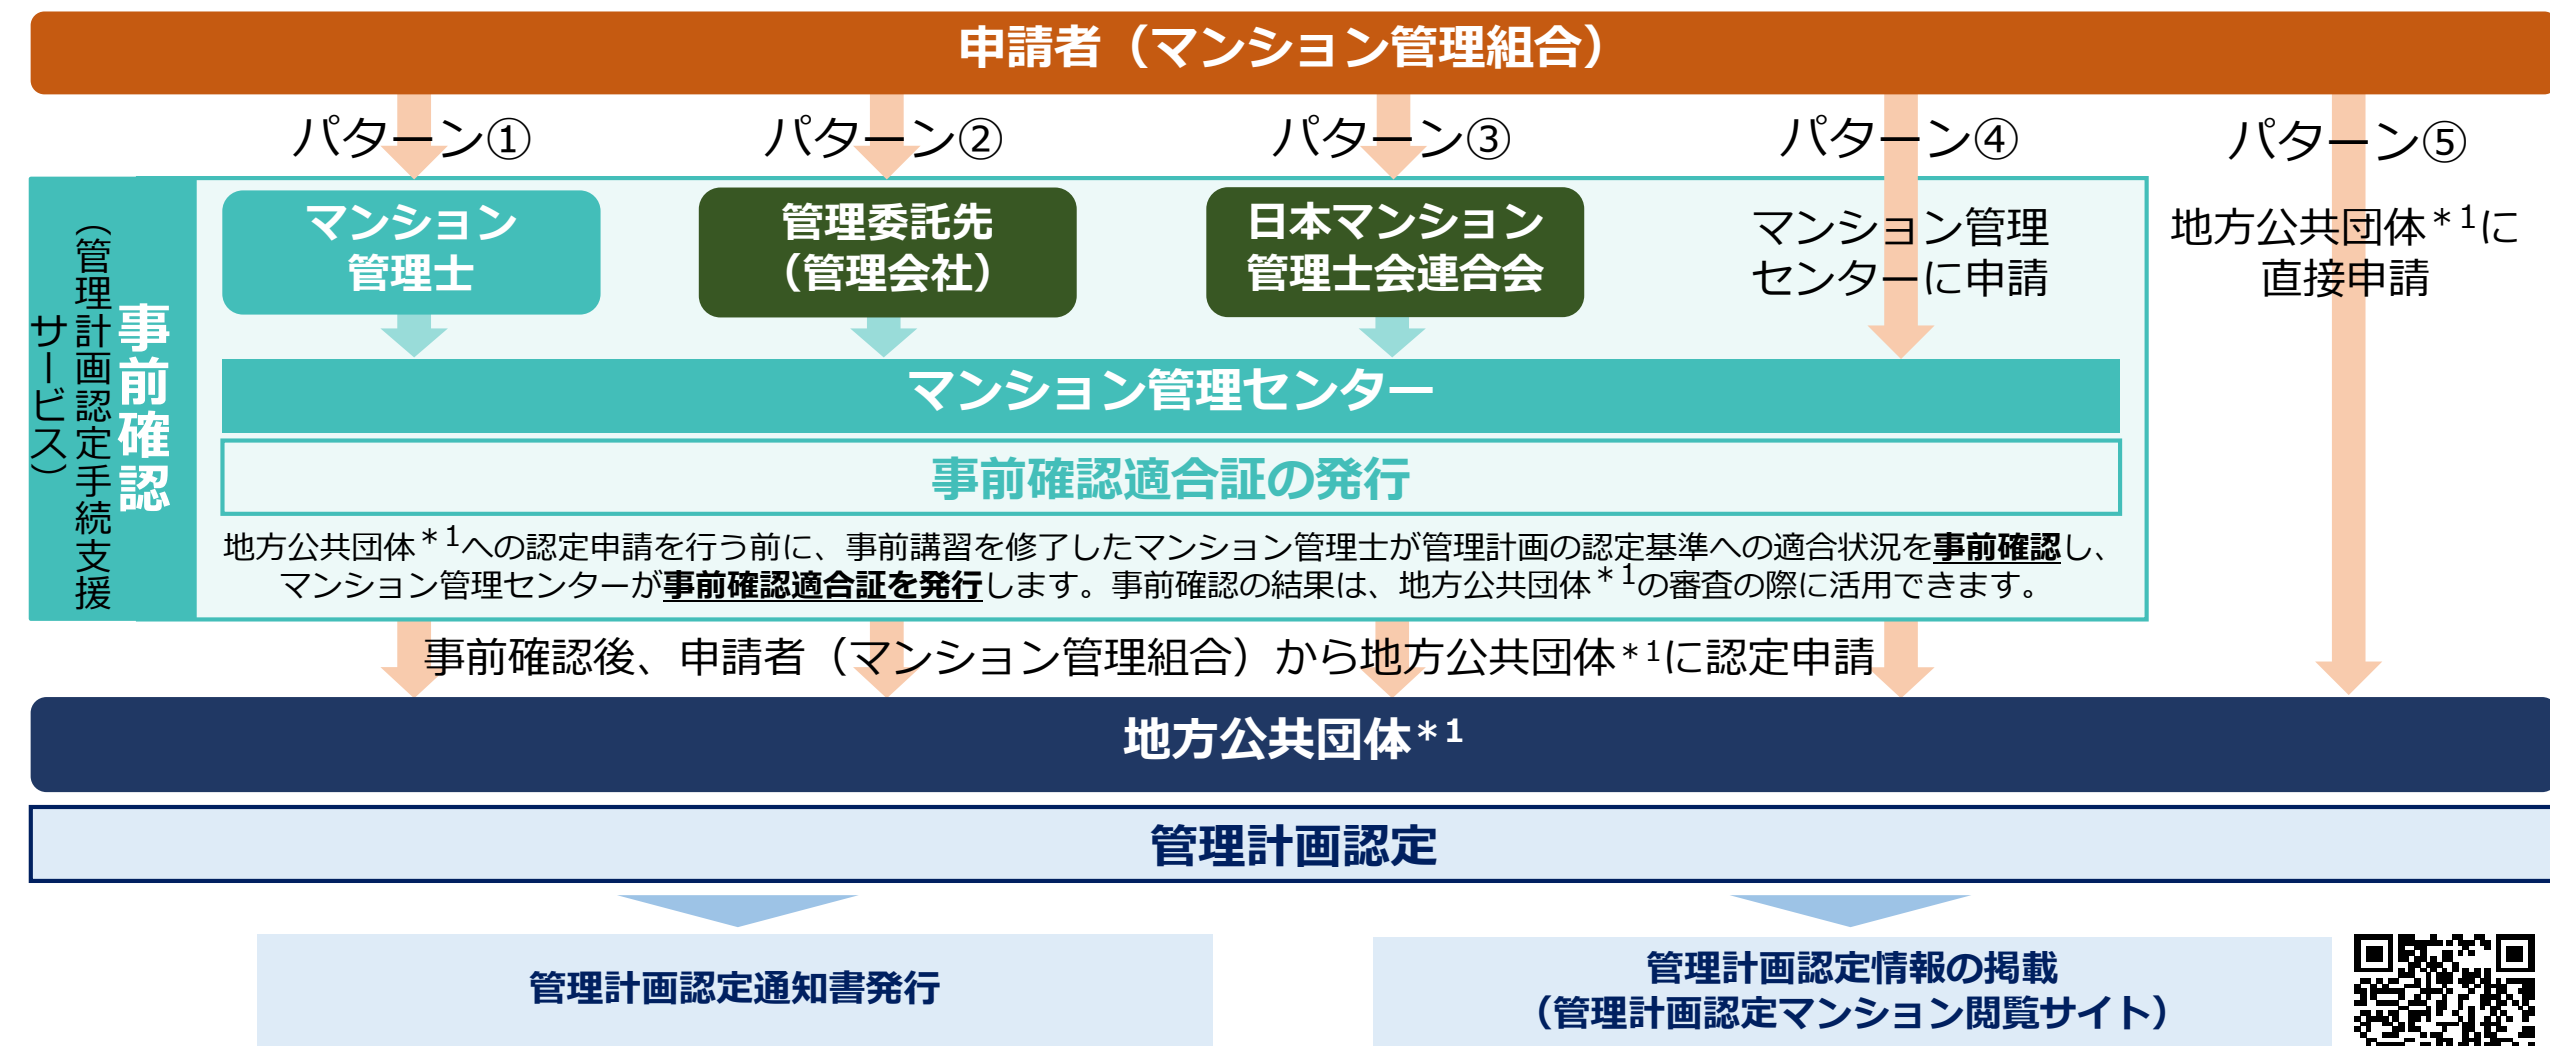 申請者（マンション管理組合）
パターン①
パターン②
パターン③
パターン④
パターン⑤
事前確認
（管理計画認定手続支援
サービス）
マンション
管理士
管理委託先
（管理会社）
日本マンション
管理士会連合会
マンション管理
センターに申請
地方公共団体＊1に
直接申請
マンション管理センター
事前確認適合証の発行
地方公共団体＊1への認定申請を行う前に、事前講習を修了したマンション管理士が管理計画の認定基準への適合状況を事前確認し、
マンション管理センターが事前確認適合証を発行します。事前確認の結果は、地方公共団体＊1の審査の際に活用できます。
事前確認後、申請者（マンション管理組合）から地方公共団体＊1に認定申請
地方公共団体＊1
管理計画認定
管理計画認定通知書発行
管理計画認定情報の掲載
（管理計画認定マンション閲覧サイト）